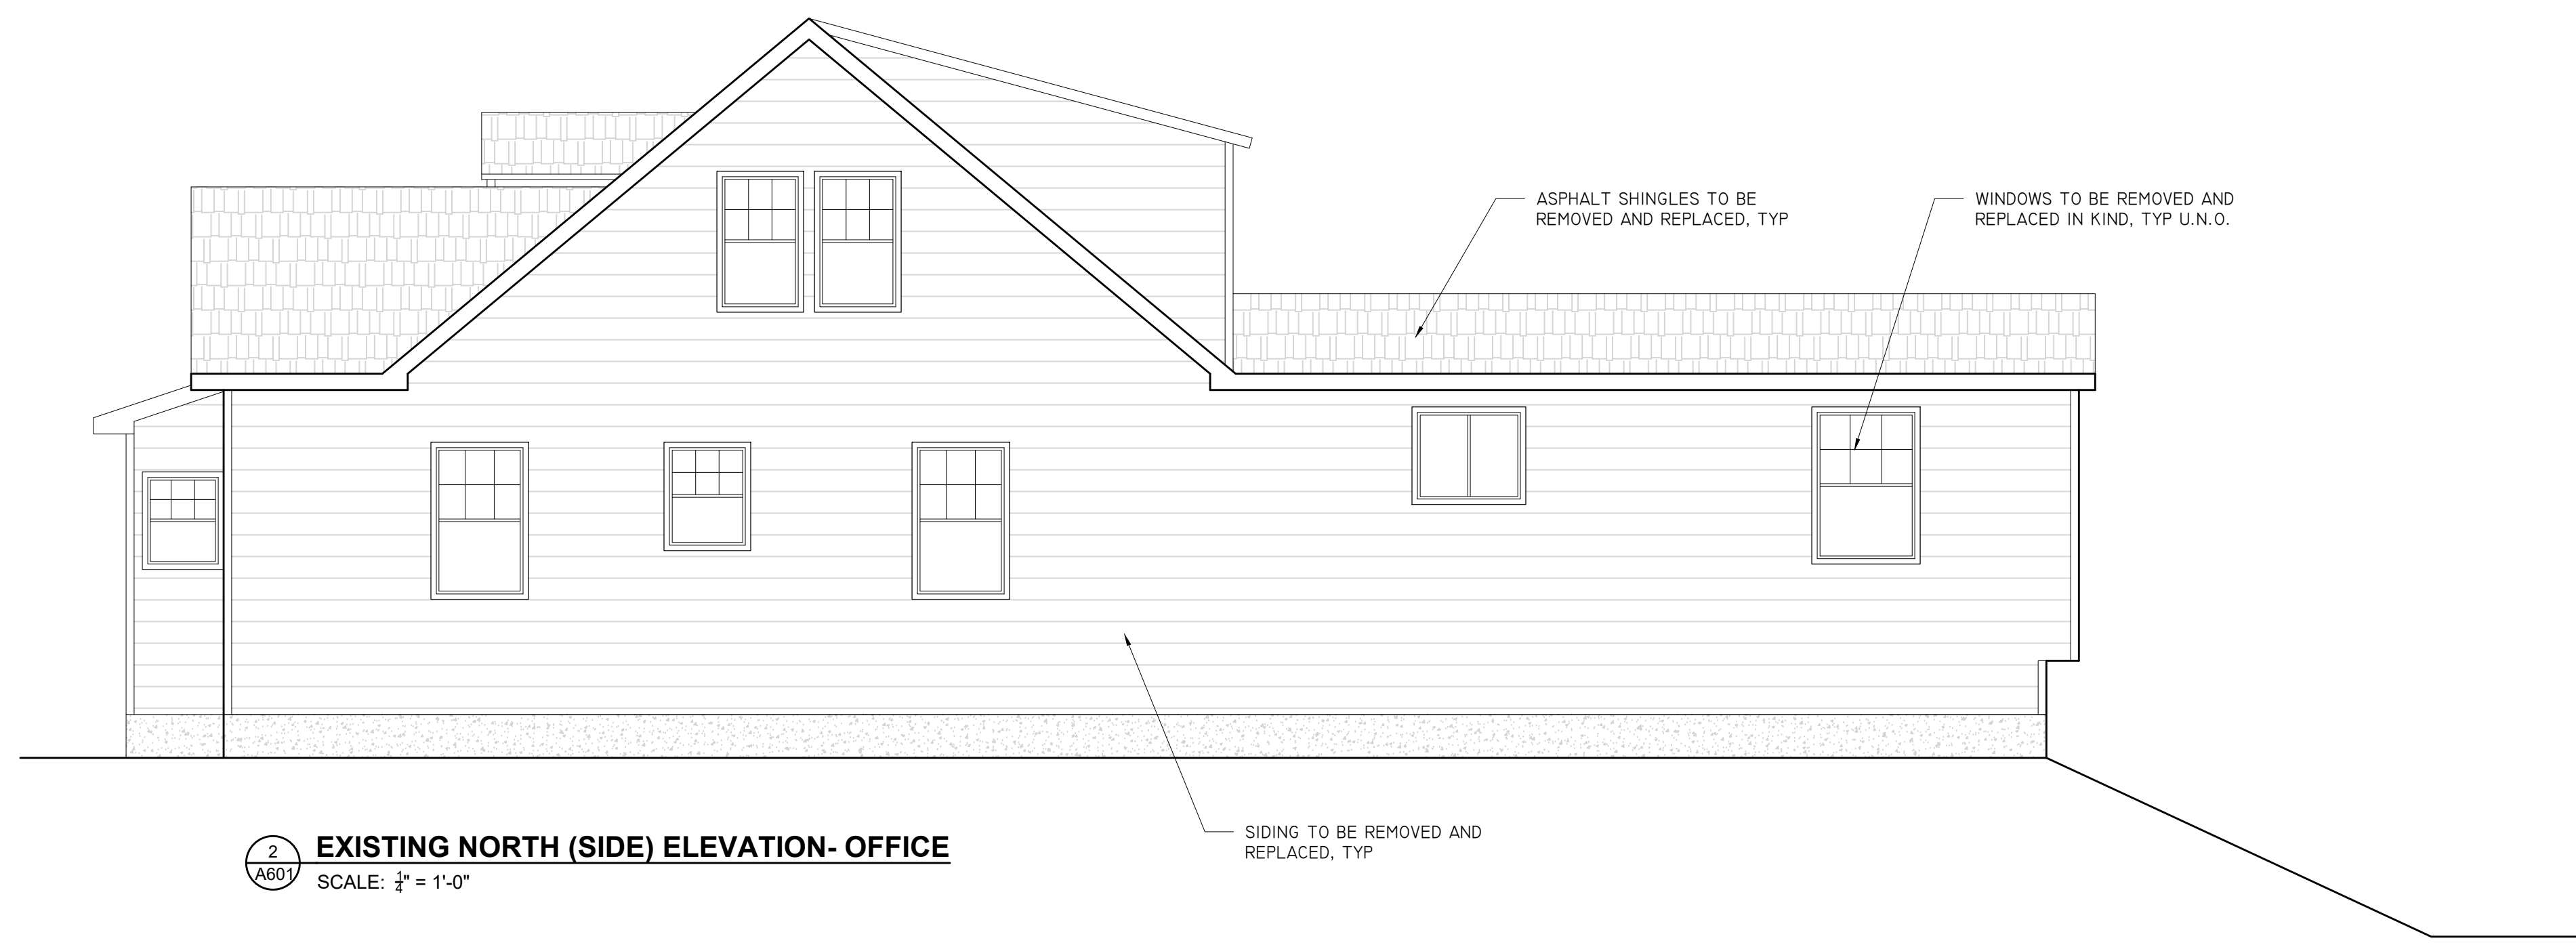 ASPHALT SHINGLES TO BE
REMOVED AND REPLACED, TYP
WINDOWS TO BE REMOVED AND
REPLACED IN KIND, TYP U.N.O.
SIDING TO BE REMOVED AND
REPLACED, TYP
2
A601
EXISTING NORTH (SIDE) ELEVATION- OFFICE
SCALE: 1/4" = 1'-0"